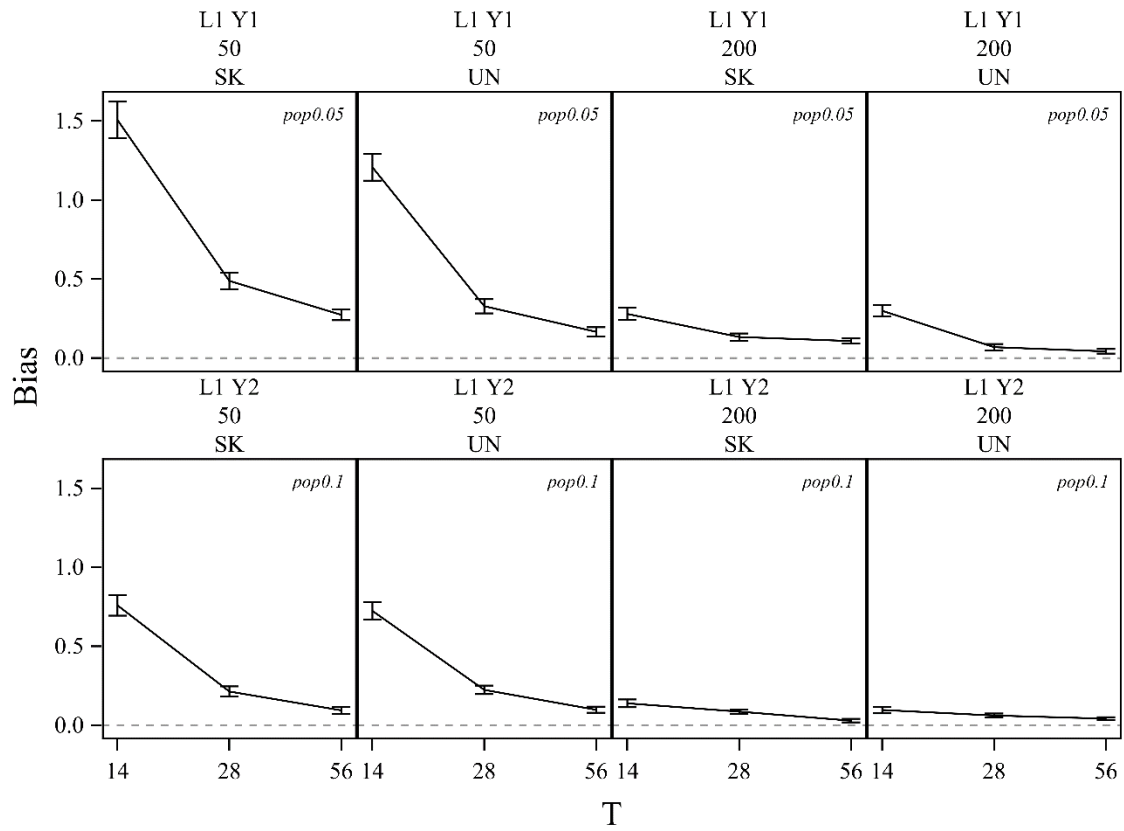 L1 Y1 L1 Y1 L1 Y1 L1 Y1
50 50 200 200
SK UN SK UN
pop0.05 pop0.05 pop0.05 pop0.05
1.5
1.0
0.5
0.0
Bias
L1 Y2 L1 Y2 L1 Y2 L1 Y2
50 50 200 200
SK UN SK UN
pop0.1 pop0.1 pop0.1 pop0.1
1.5
1.0
0.5
0.0
14 28 56 14 28 56 14 28 56 14 28 56
T